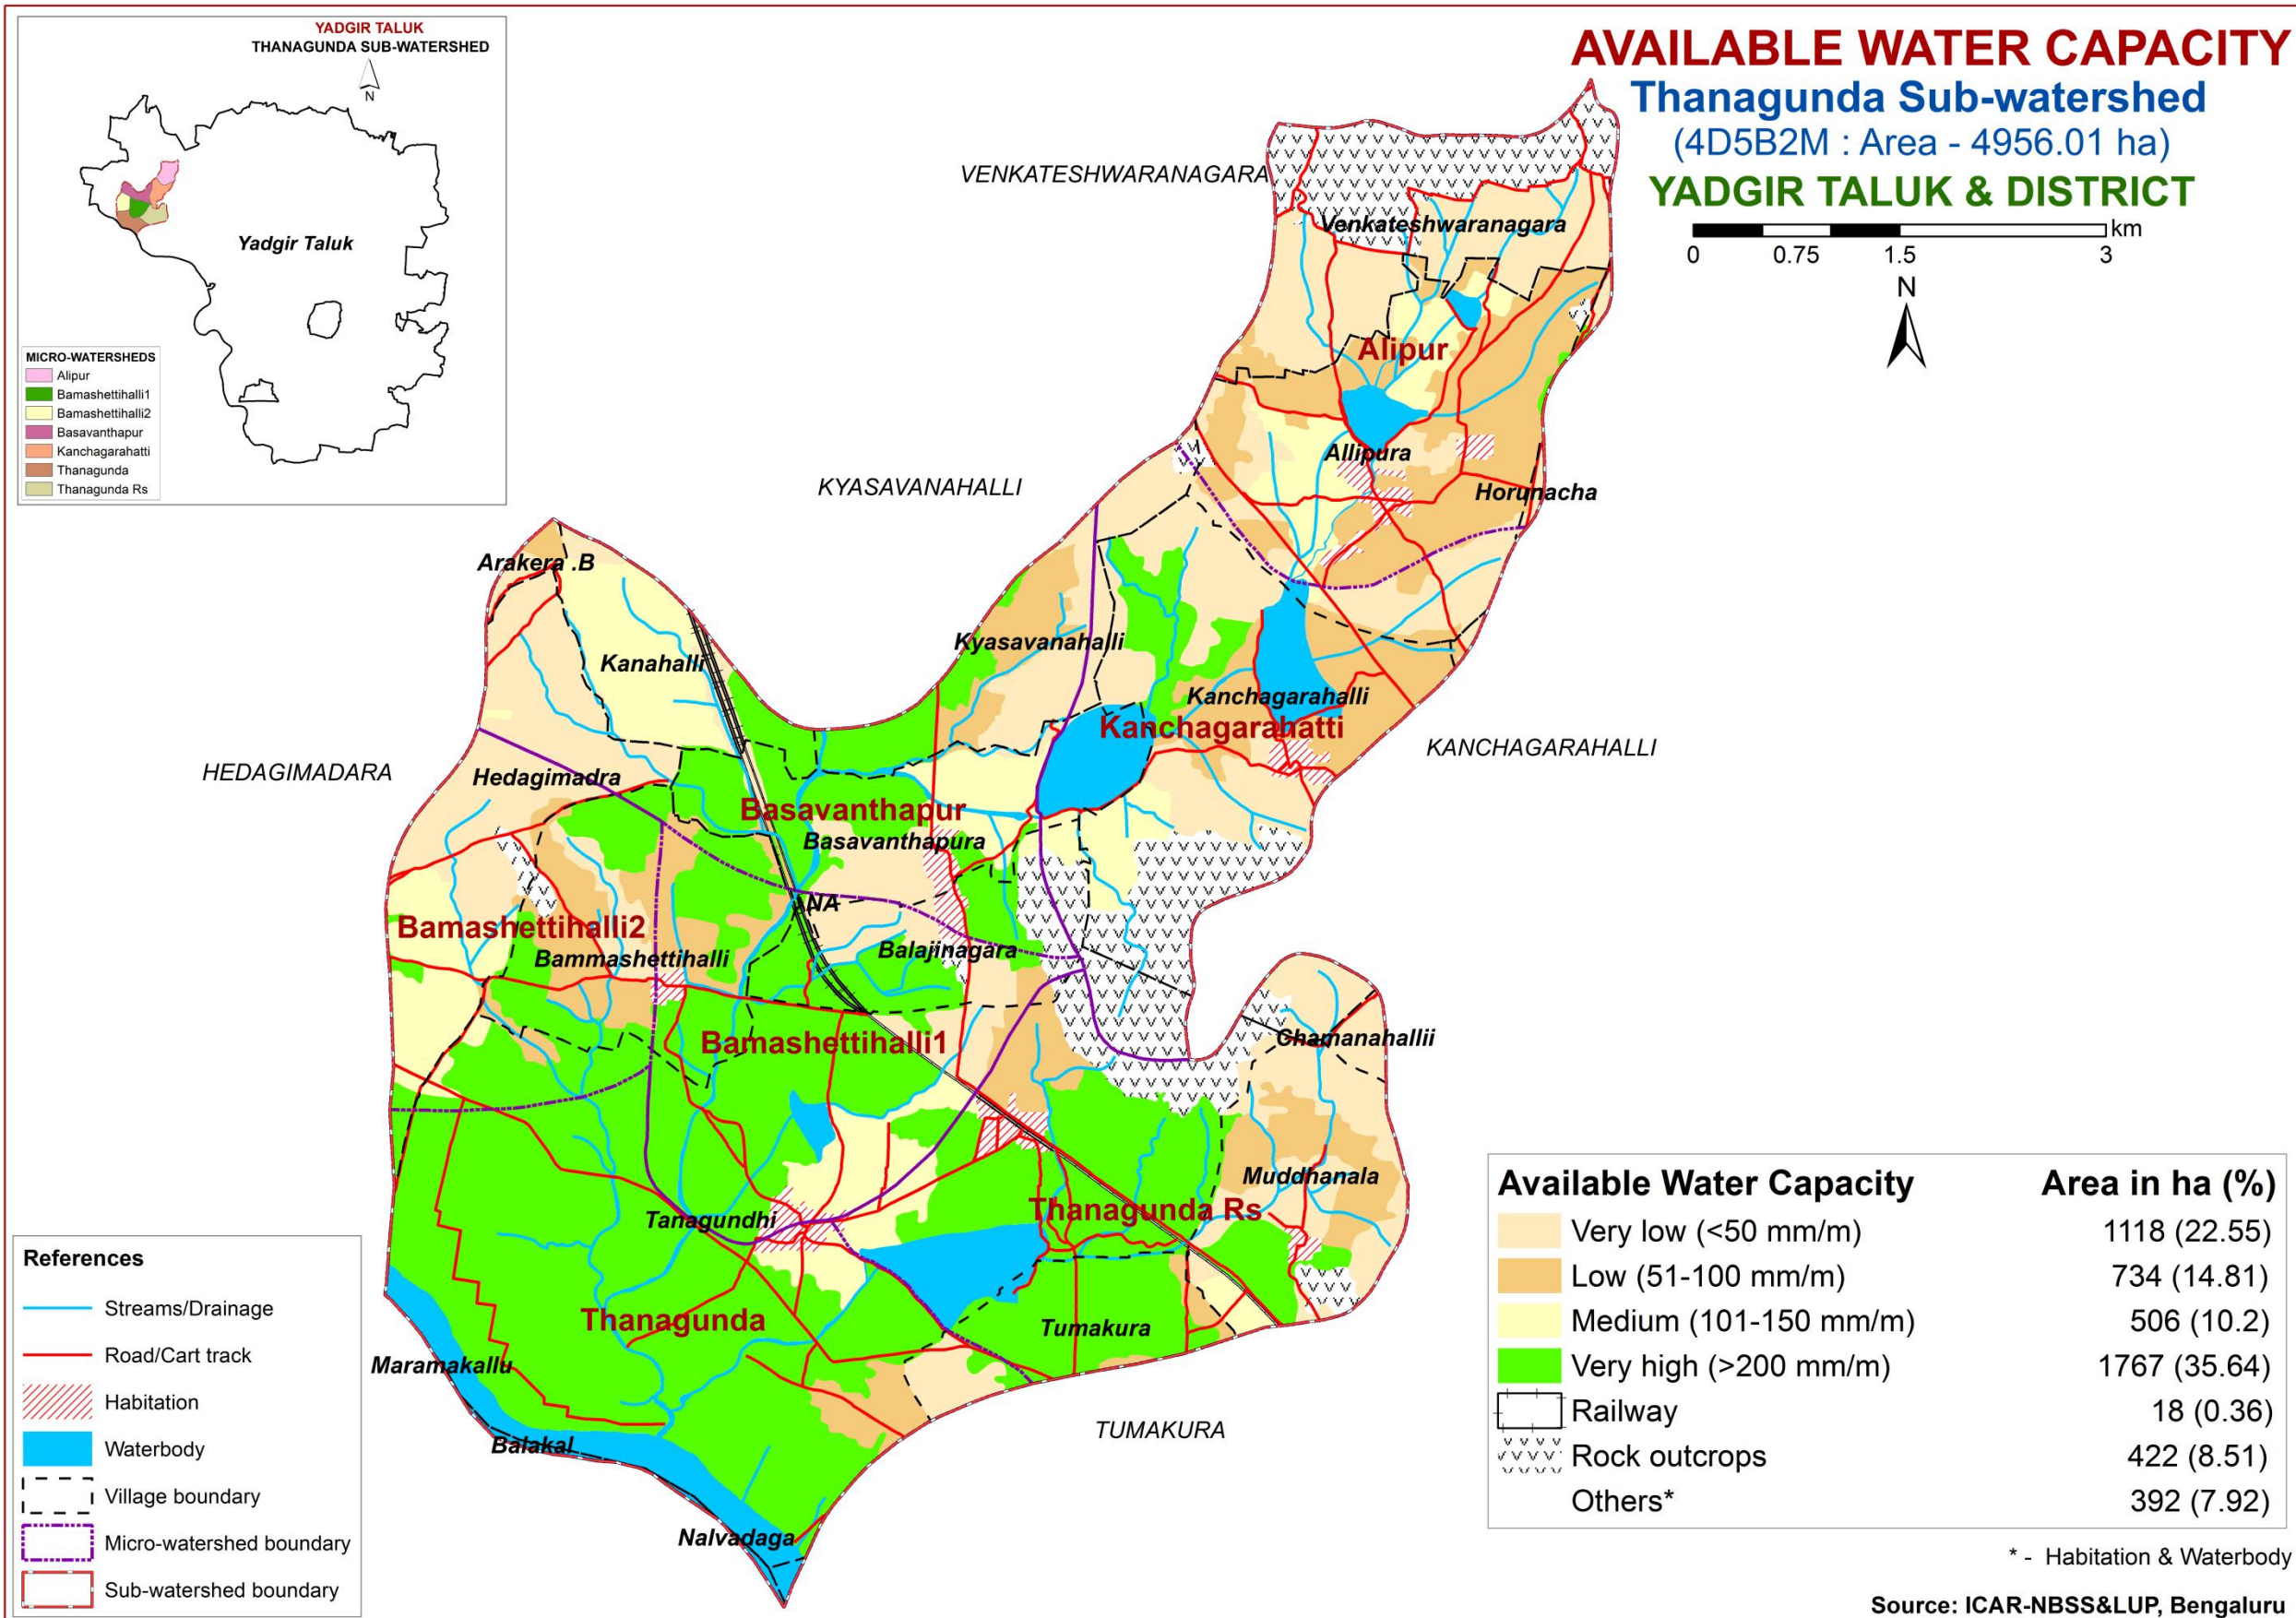 YADGIR TALUK
THANAGUNDA SUB-WATERSHED
N
Yadgir Taluk
MICRO-WATERSHEDS
Alipur
Bamashettihalli1
Bamashettihalli2
Basavanthapur
Kanchagarahatti
Thanagunda
Thanagunda Rs
AVAILABLE WATER CAPACITY
Thanagunda Sub-watershed
(4D5B2M : Area - 4956.01 ha)
YADGIR TALUK & DISTRICT
km
0 0.75 1.5 3
N
VENKATESHWARANAGARA
Venkateshwaranagara
Alipur
Allipura
KYASAVANAHALLI
Horunacha
Arakera .B
Kyasavanahalli
Kanahalli
Kanchagarahalli
Kanchagarahatti
KANCHAGARAHALLI
HEDAGIMADARA
Hedagimadra
Basavanthapur
Basavanthapura
NA
Bamashettihalli2
Balajinagara
Bammashettihalli
Bamashettihalli1
Chamanahallii
Muddhanala
Thanagunda Rs
Tanagundhi
Thanagunda
Tumakura
Maramakallu
TUMAKURA
Balakal
Nalvadaga
References
Streams/Drainage
Road/Cart track
Habitation
Waterbody
Village boundary
Micro-watershed boundary
Sub-watershed boundary
Available Water Capacity Area in ha (%)
Very low (<50 mm/m) 1118 (22.55)
Low (51-100 mm/m) 734 (14.81)
Medium (101-150 mm/m) 506 (10.2)
Very high (>200 mm/m) 1767 (35.64)
Railway 18 (0.36)
Rock outcrops 422 (8.51)
Others* 392 (7.92)
* - Habitation & Waterbody
Source: ICAR-NBSS&LUP, Bengaluru